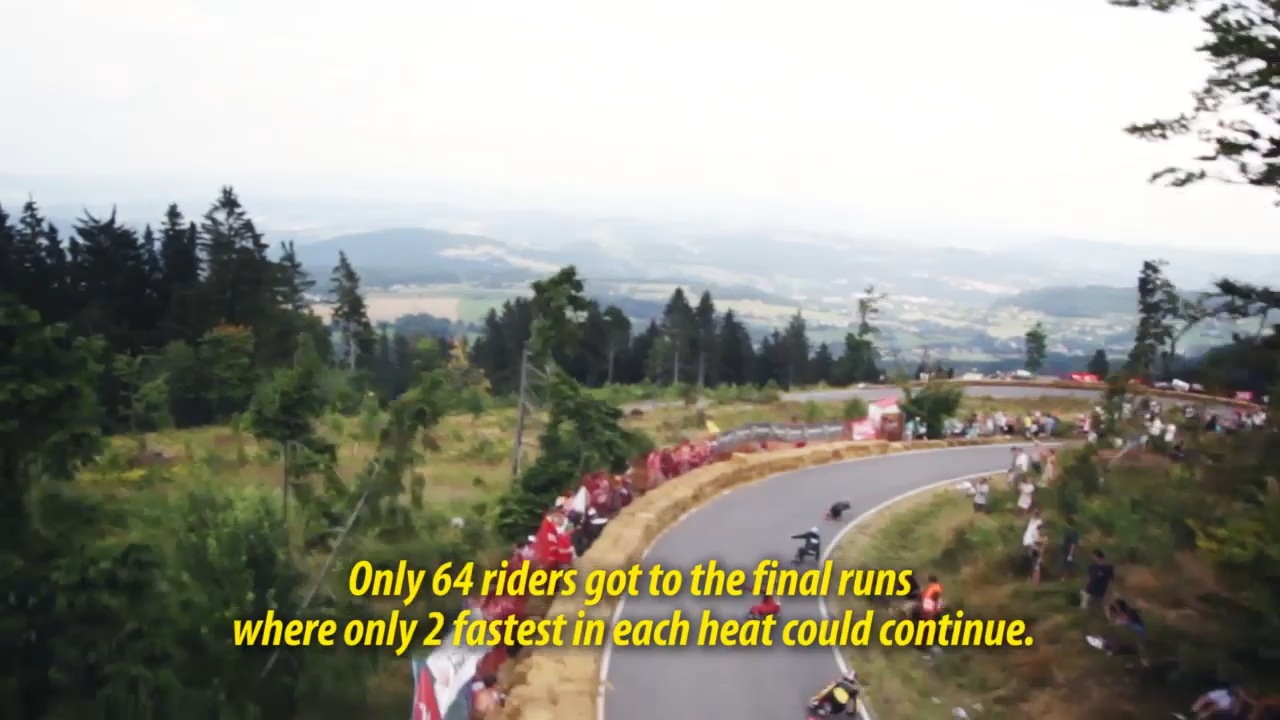 Only 64 riders got to the final runs
where only 2 fastest in each heat could continue.